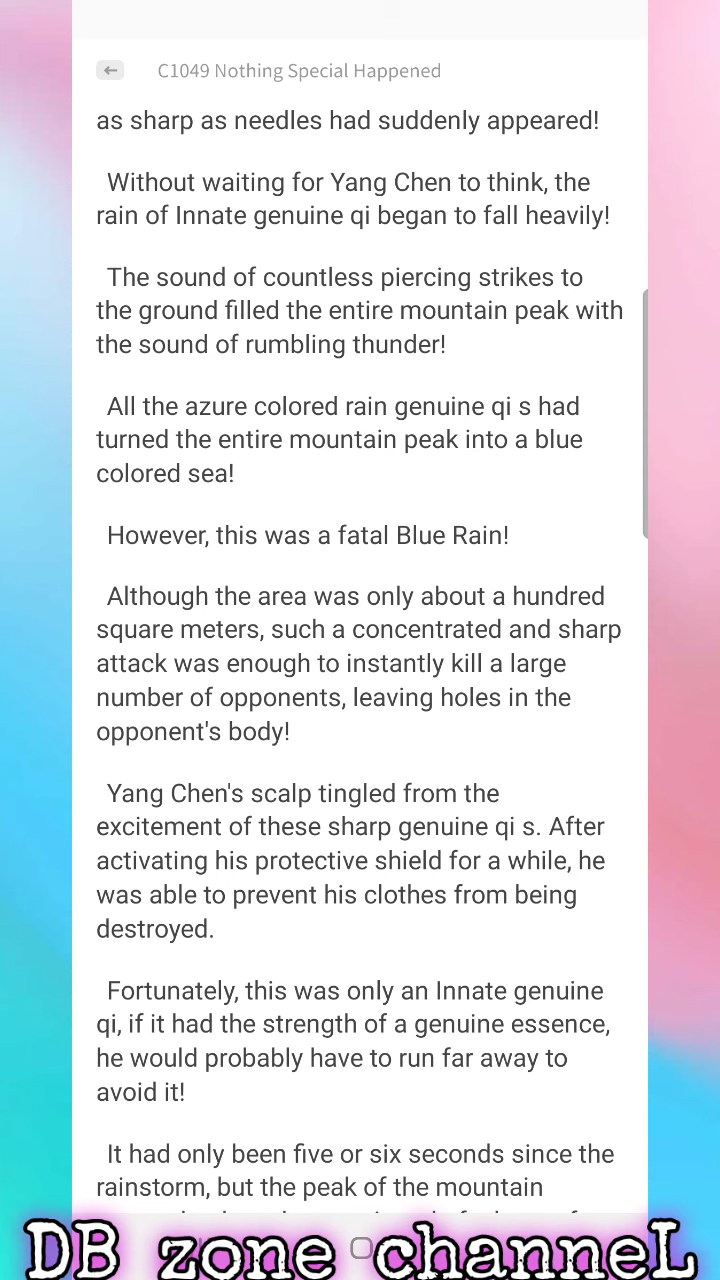 C1049 Nothing Special Happened
as sharp as needles had suddenly appeared!
Without waiting for Yang Chen to think, the
rain of Innate genuine qi began to fall heavily!
The sound of countless piercing strikes to
the ground filled the entire mountain peak with
the sound of rumbling thunder!
All the azure colored rain genuine qi s had
turned the entire mountain peak into a blue
colored sea!
However, this was a fatal Blue Rain!
Although the area was only about a hundred
square meters, such a concentrated and sharp
attack was enough to instantly kill a large
number of opponents, leaving holes in the
opponent's body!
Yang Chen's scalp tingled from the
excitement of these sharp genuine qi s. After
activating his protective shield for a while, he
was able to prevent his clothes from being
destroyed.
Fortunately, this was only an Innate genuine
qi, if it had the strength of a genuine essence,
he would probably have to run far away to
avoid it!
It had only been five or six seconds since the
rainstorm, but the peak of the mountain
DB zone channeL